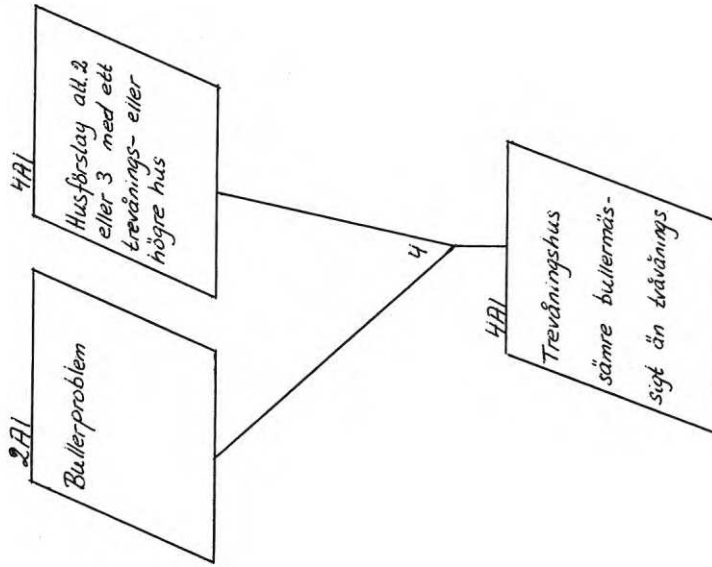 2A1
Bullerproblem
4A1
Husförslag alt. 2
eller 3 med ett
trevånings- eller
högre hus
4
4A1
Trevåningshus
sämre bullermäs-
sigt än tvåvånings